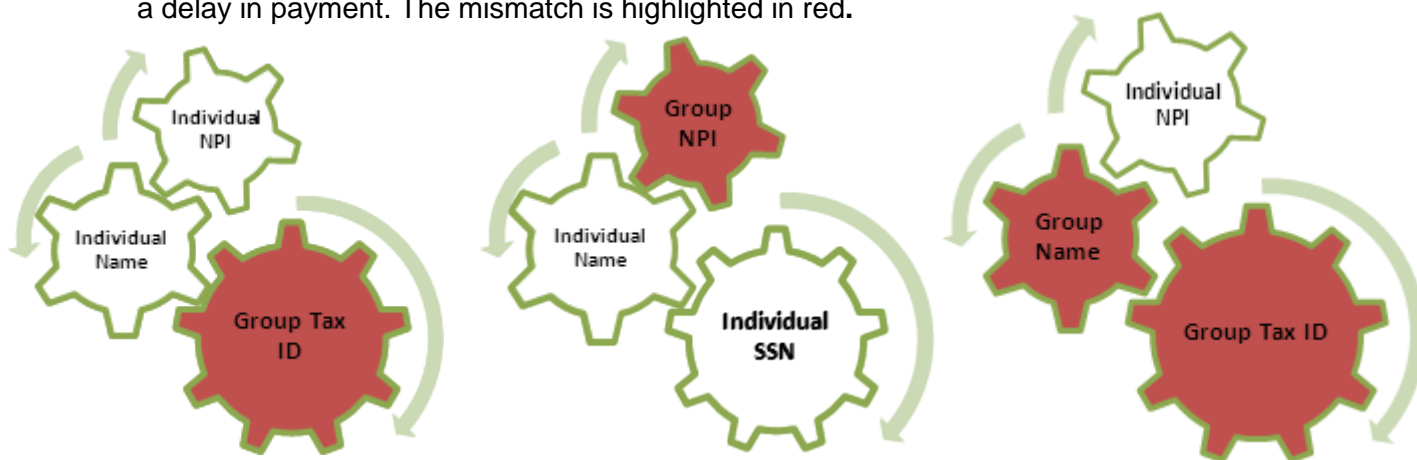 a delay in payment. The mismatch is highlighted in red.
Individual
NPI
Individual
Name
Group Tax
ID
Group
NPI
Individual
Name
Individual
SSN
Individual
NPI
Group
Name
Group Tax ID